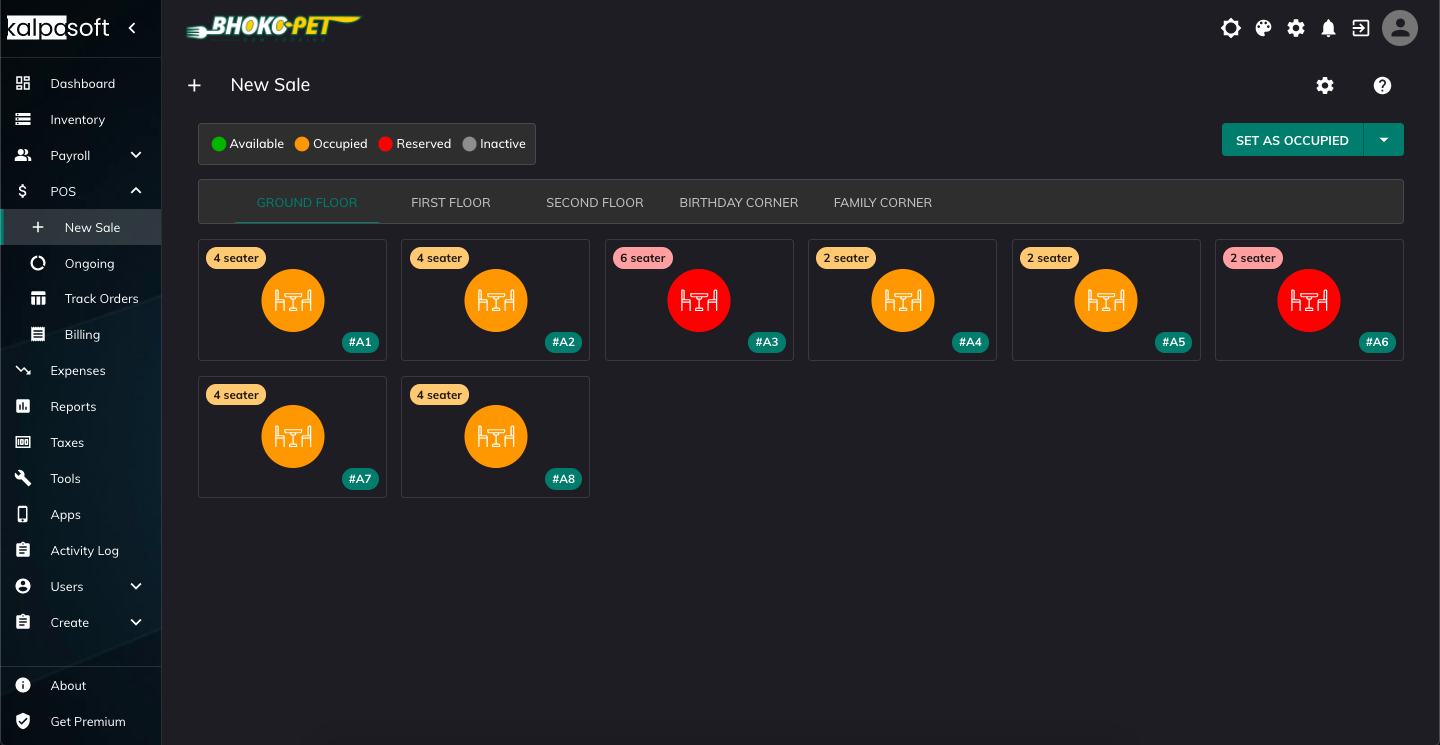 kalpasoft
BHOKO-PET
Dashboard
Inventory
Payroll
POS
New Sale
Ongoing
Track Orders
Billing
Expenses
Reports
Taxes
Tools
Apps
Activity Log
Users
Create
About
Get Premium
New Sale
Available Occupied Reserved Inactive
SET AS OCCUPIED
GROUND FLOOR FIRST FLOOR SECOND FLOOR BIRTHDAY CORNER FAMILY CORNER
4 seater
#A1
4 seater
#A2
6 seater
#A3
2 seater
#A4
2 seater
#A5
2 seater
#A6
4 seater
#A7
4 seater
#A8